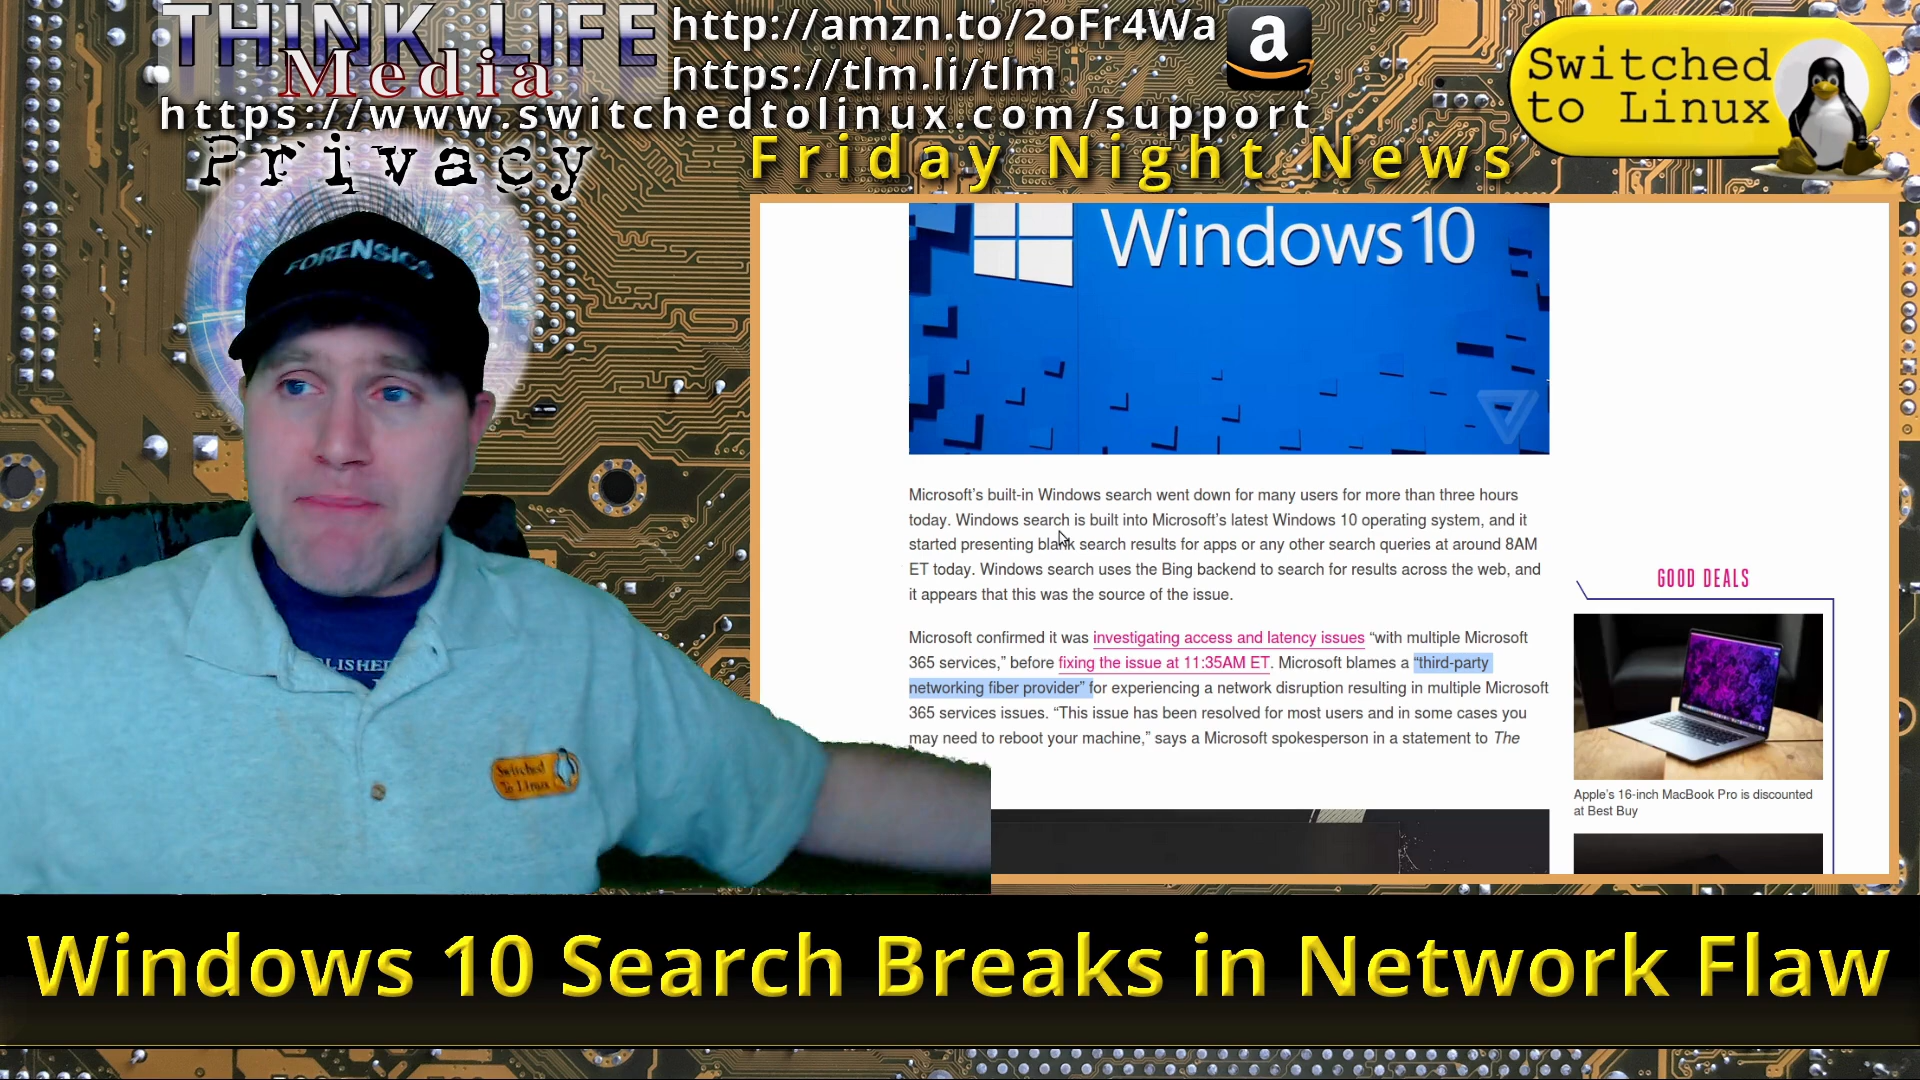 THINK LIFE
Media
http://amzn.to/2oFr4Wa
https://tlm.li/tlm
https://www.switchedtolinux.com/support
a
Switched
to Linux
Privacy
Friday Night News
FORENSICS
Windows 10
Microsoft’s built-in Windows search went down for many users for more than three hours
today. Windows search is built into Microsoft’s latest Windows 10 operating system, and it
started presenting blank search results for apps or any other search queries at around 8AM
ET today. Windows search uses the Bing backend to search for results across the web, and
it appears that this was the source of the issue.
Microsoft confirmed it was investigating access and latency issues “with multiple Microsoft
365 services,” before fixing the issue at 11:35AM ET. Microsoft blames a “third-party
networking fiber provider” for experiencing a network disruption resulting in multiple Microsoft
365 services issues. “This issue has been resolved for most users and in some cases you
may need to reboot your machine,” says a Microsoft spokesperson in a statement to The
GOOD DEALS
Apple’s 16-inch MacBook Pro is discounted
at Best Buy
Switched
To Linux
Windows 10 Search Breaks in Network Flaw